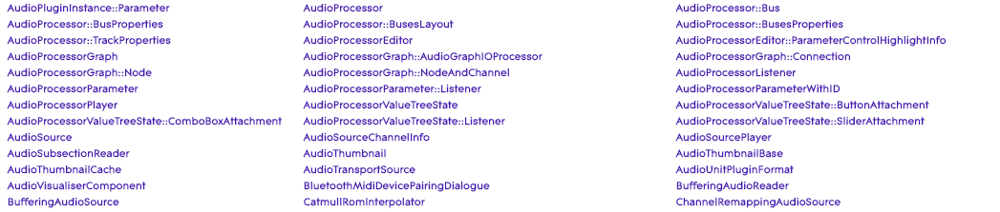 AudioPluginInstance::Parameter AudioProcessor AudioProcessor::Bus
AudioProcessor::BusProperties AudioProcessor::BusesLayout AudioProcessor::BusesProperties
AudioProcessor::TrackProperties AudioProcessorEditor AudioProcessorEditor::ParameterControlHighlightInfo
AudioProcessorGraph AudioProcessorGraph::AudioGraphIOProcessor AudioProcessorGraph::Connection
AudioProcessorGraph::Node AudioProcessorGraph::NodeAndChannel AudioProcessorListener
AudioProcessorParameter AudioProcessorParameter::Listener AudioProcessorParameterWithID
AudioProcessorPlayer AudioProcessorValueTreeState AudioProcessorValueTreeState::ButtonAttachment
AudioProcessorValueTreeState::ComboBoxAttachment AudioProcessorValueTreeState::Listener AudioProcessorValueTreeState::SliderAttachment
AudioSource AudioSourceChannelInfo AudioSourcePlayer
AudioSubsectionReader AudioThumbnail AudioThumbnailBase
AudioThumbnailCache AudioTransportSource AudioUnitPluginFormat
AudioVisualiserComponent BluetoothMidiDevicePairingDialogue BufferingAudioReader
BufferingAudioSource CatmullRomInterpolator ChannelRemappingAudioSource